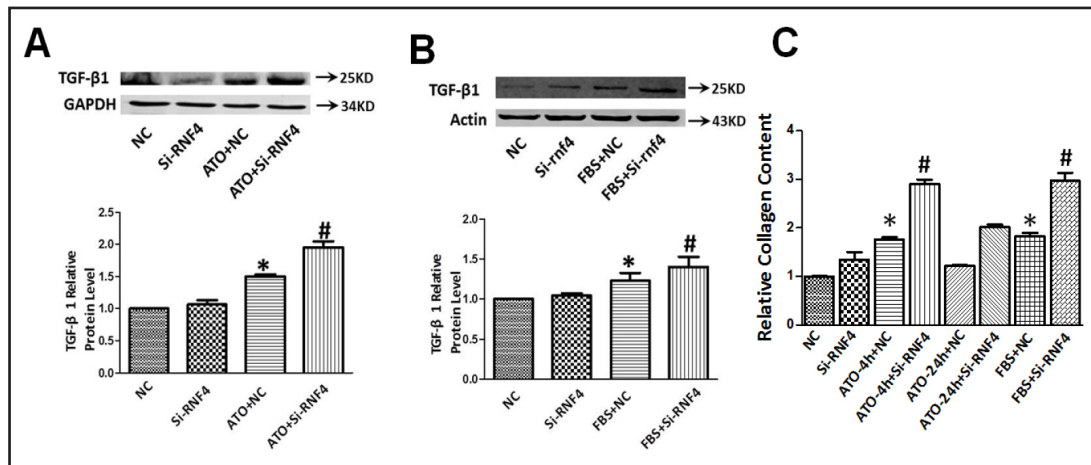 A
TGF-β1
→25KD
GAPDH
→34KD
NC
Si-RNF4
ATO+NC
ATO+Si-RNF4
TGF-β 1 Relative
Protein Level
2.5
2.0
1.5
1.0
0.5
0.0
*
#
NC
Si-RNF4
ATO+NC
ATO+Si-RNF4
B
TGF-β1
→25KD
Actin
→43KD
NC
Si-rnf4
FBS+NC
FBS+Si-rnf4
TGF-β 1 Relative
Protein Level
2.0
1.5
1.0
0.5
0.0
*
#
NC
Si-RNF4
FBS+NC
FBS+Si-RNF4
C
Relative Collagen Content
4
3
2
1
0
*
#
*
#
NC
Si-RNF4
ATO-4h+NC
ATO-4h+Si-RNF4
ATO-24h+NC
ATO-24h+Si-RNF4
FBS+NC
FBS+Si-RNF4